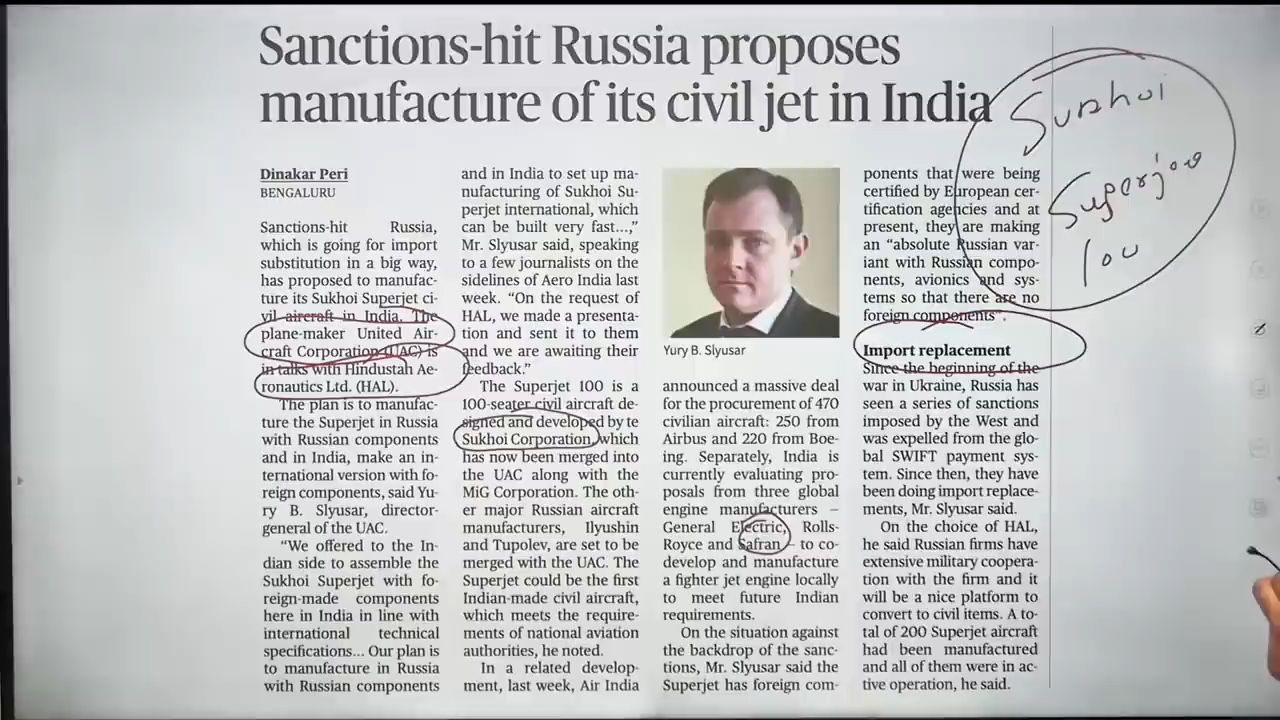 Sanctions-hit Russia proposes
manufacture of its civil jet in India
Dinakar Peri
BENGALURU
Sanctions-hit Russia,
which is going for import
substitution in a big way,
has proposed to manufac-
ture its Sukhoi Superjet ci-
vil aircraft in India. The
plane-maker United Air-
craft Corporation (UAC) is
in talks with Hindustan Ae-
ronautics Ltd. (HAL).
The plan is to manufac-
ture the Superjet in Russia
with Russian components
and in India, make an in-
ternational version with fo-
reign components, said Yu-
ry B. Slyusar, director-
general of the UAC.
“We offered to the In-
dian side to assemble the
Sukhoi Superjet with fo-
reign-made components
here in India in line with
international technical
specifications... Our plan is
to manufacture in Russia
with Russian components
and in India to set up ma-
nufacturing of Sukhoi Su-
perjet international, which
can be built very fast...,”
Mr. Slyusar said, speaking
to a few journalists on the
sidelines of Aero India last
week. “On the request of
HAL, we made a presenta-
tion and sent it to them
and we are awaiting their
feedback.”
The Superjet 100 is a
100-seater civil aircraft de-
signed and developed by te
Sukhoi Corporation, which
has now been merged into
the UAC along with the
MiG Corporation. The oth-
er major Russian aircraft
manufacturers, Ilyushin
and Tupolev, are set to be
merged with the UAC. The
Superjet could be the first
Indian-made civil aircraft,
which meets the require-
ments of national aviation
authorities, he noted.
In a related develop-
ment, last week, Air India
Yury B. Slyusar
announced a massive deal
for the procurement of 470
civilian aircraft: 250 from
Airbus and 220 from Boe-
ing. Separately, India is
currently evaluating pro-
posals from three global
engine manufacturers –
General Electric, Rolls-
Royce and Safran – to co-
develop and manufacture
a fighter jet engine locally
to meet future Indian
requirements.
On the situation against
the backdrop of the sanc-
tions, Mr. Slyusar said the
Superjet has foreign com-
ponents that were being
certified by European cer-
tification agencies and at
present, they are making
an “absolute Russian var-
iant with Russian compo-
nents, avionics and sys-
tems so that there are no
foreign components”.
Import replacement
Since the beginning of the
war in Ukraine, Russia has
seen a series of sanctions
imposed by the West and
was expelled from the glo-
bal SWIFT payment sys-
tem. Since then, they have
been doing import replace-
ments, Mr. Slyusar said.
On the choice of HAL,
he said Russian firms have
extensive military coopera-
tion with the firm and it
will be a nice platform to
convert to civil items. A to-
tal of 200 Superjet aircraft
had been manufactured
and all of them were in ac-
tive operation, he said.